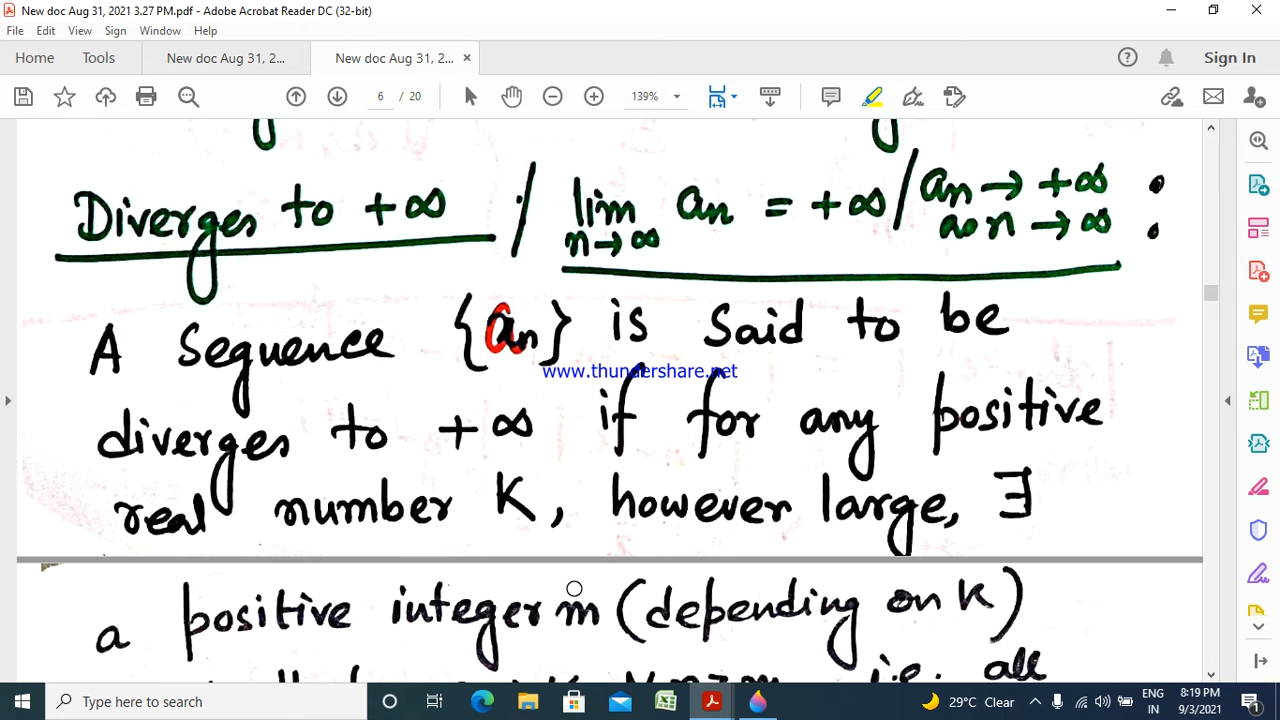 New doc Aug 31, 2021 3.27 PM.pdf - Adobe Acrobat Reader DC (32-bit)
File Edit View Sign Window Help
Home Tools New doc Aug 31, 2... New doc Aug 31, 2... × Sign In
6 / 20 139%
Diverges to +∞ / lim n→∞ an = +∞ / an → +∞ as n → ∞ :
A sequence {an} is said to be
www.thundershare.net
diverges to +∞ if for any positive
real number K, however large, ∃
a positive integer m (depending on K)
i.e. all
Type here to search
29°C Clear
ENG
IN
8:19 PM
9/3/2021